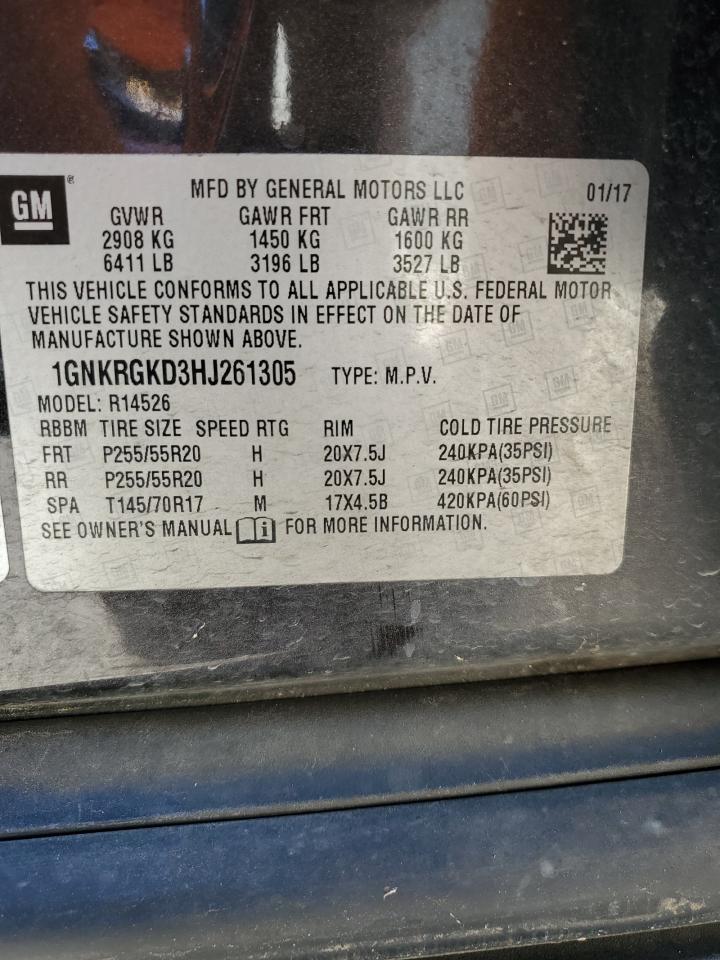 GM ® MFD BY GENERAL MOTORS LLC 01/17
GVWR GAWR FRT GAWR RR
2908 KG 1450 KG 1600 KG
6411 LB 3196 LB 3527 LB
THIS VEHICLE CONFORMS TO ALL APPLICABLE U.S. FEDERAL MOTOR
VEHICLE SAFETY STANDARDS IN EFFECT ON THE DATE OF
MANUFACTURE SHOWN ABOVE.
1GNKRGKD3HJ261305 TYPE: M.P.V.
MODEL: R14526
RBBM TIRE SIZE SPEED RTG RIM COLD TIRE PRESSURE
FRT P255/55R20 H 20X7.5J 240KPA(35PSI)
RR P255/55R20 H 20X7.5J 240KPA(35PSI)
SPA T145/70R17 M 17X4.5B 420KPA(60PSI)
SEE OWNER'S MANUAL i FOR MORE INFORMATION.